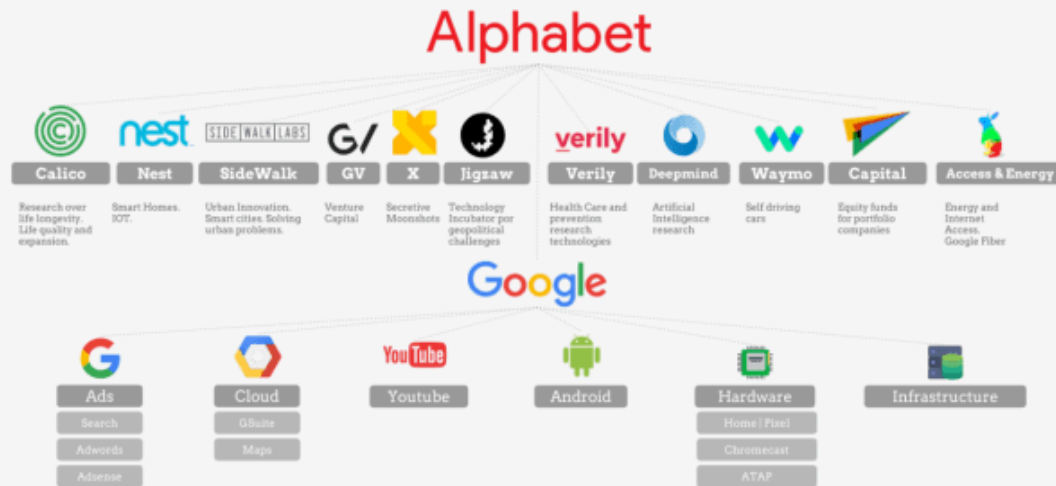 Alphabet
nest
SIDE WALK LABS
G/
X
verily
Calico
Nest
SideWalk
GV
X
Jigzaw
Verily
Deepmind
Waymo
Capital
Access & Energy
Research over
life longevity.
Life quality and
expansion.
Smart Homes.
IOT.
Urban Innovation.
Smart cities. Solving
urban problems.
Venture
Capital
Secretive
Moonshots
Technology
Incubator por
geopolitical
challenges
Health Care and
prevention
research
technologies
Artificial
Intelligence
research
Self driving
cars
Equity funds
for portfolio
companies
Energy and
Internet
Access.
Google Fiber
Google
G
YouTube
Ads
Cloud
Youtube
Android
Hardware
Infrastructure
Search
Adwords
Adsense
GSuite
Maps
Home | Pixel
Chromecast
ATAP